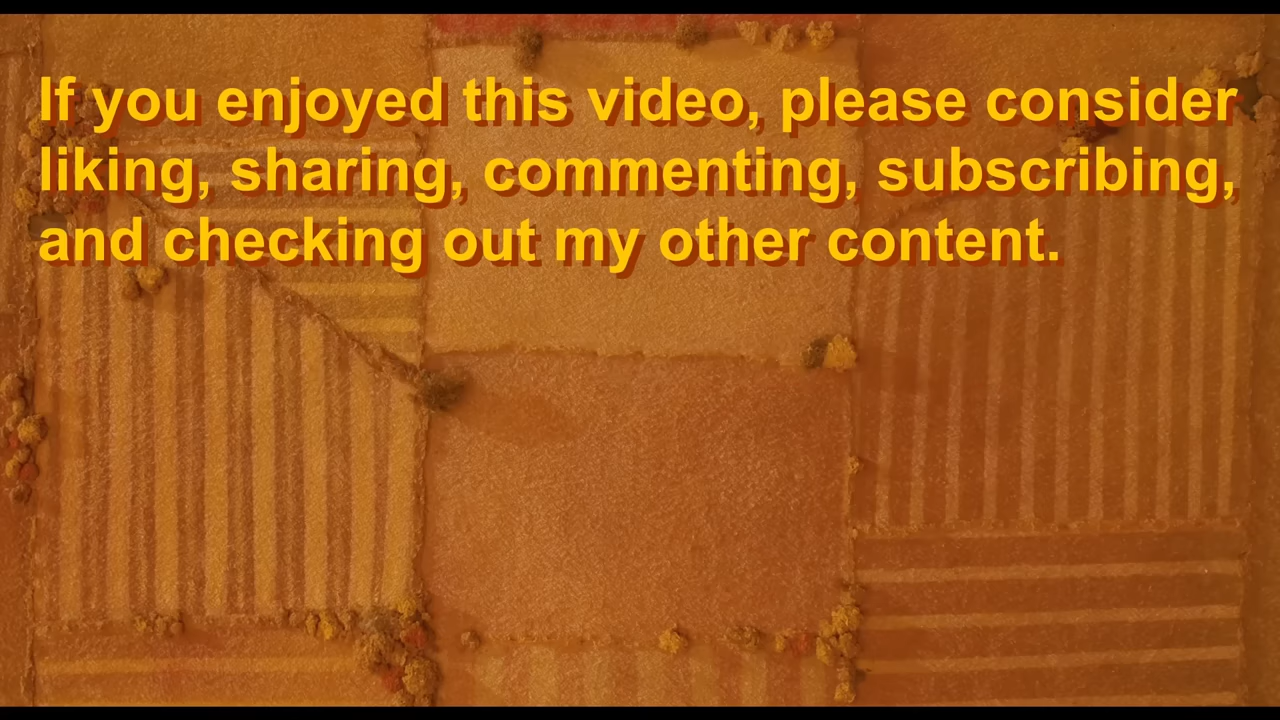 If you enjoyed this video, please consider
liking, sharing, commenting, subscribing,
and checking out my other content.